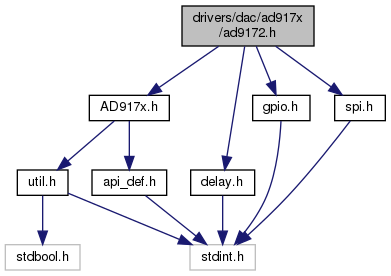 drivers/dac/ad917x
/ad9172.h
AD917x.h
gpio.h
spi.h
util.h
api_def.h
delay.h
stdbool.h
stdint.h